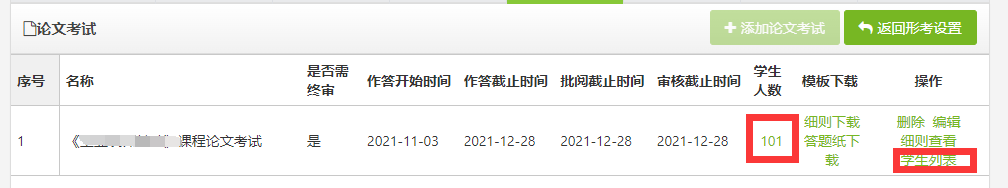 论文考试
添加论文考试
返回形考设置
序号
名称
是否需
终审
作答开始时间
作答截止时间
批阅截止时间
审核截止时间
学生
人数
模板下载
操作
1
《 》课程论文考试
是
2021-11-03
2021-12-28
2021-12-28
2021-12-28
101
细则下载
答题纸下
载
删除 编辑
细则查看
学生列表